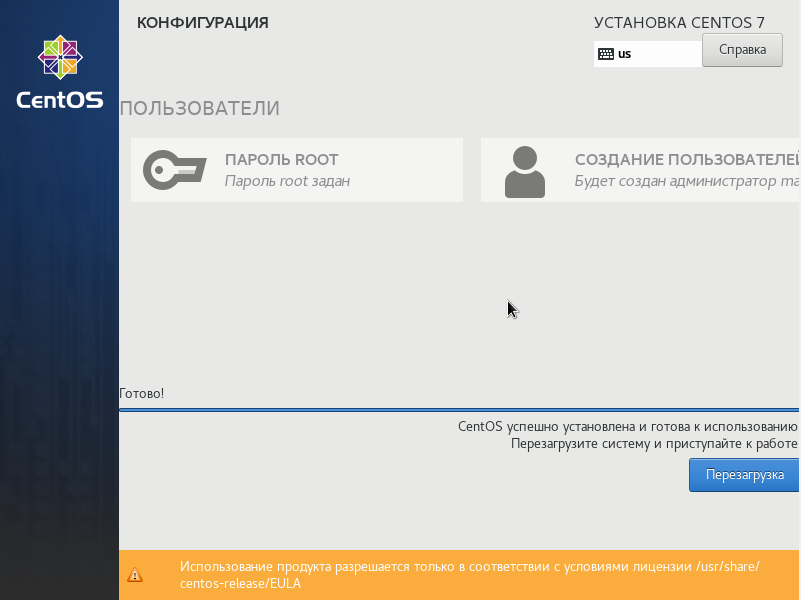 КОНФИГУРАЦИЯ
УСТАНОВКА CENTOS 7
us
Справка
CentOS
ПОЛЬЗОВАТЕЛИ
ПАРОЛЬ ROOT
Пароль root задан
СОЗДАНИЕ ПОЛЬЗОВАТЕЛЕЙ
Будет создан администратор
Готово!
CentOS успешно установлена и готова к использованию
Перезагрузите систему и приступайте к работе
Перезагрузка
Использование продукта разрешается только в соответствии с условиями лицензии /usr/share/
centos-release/EULA